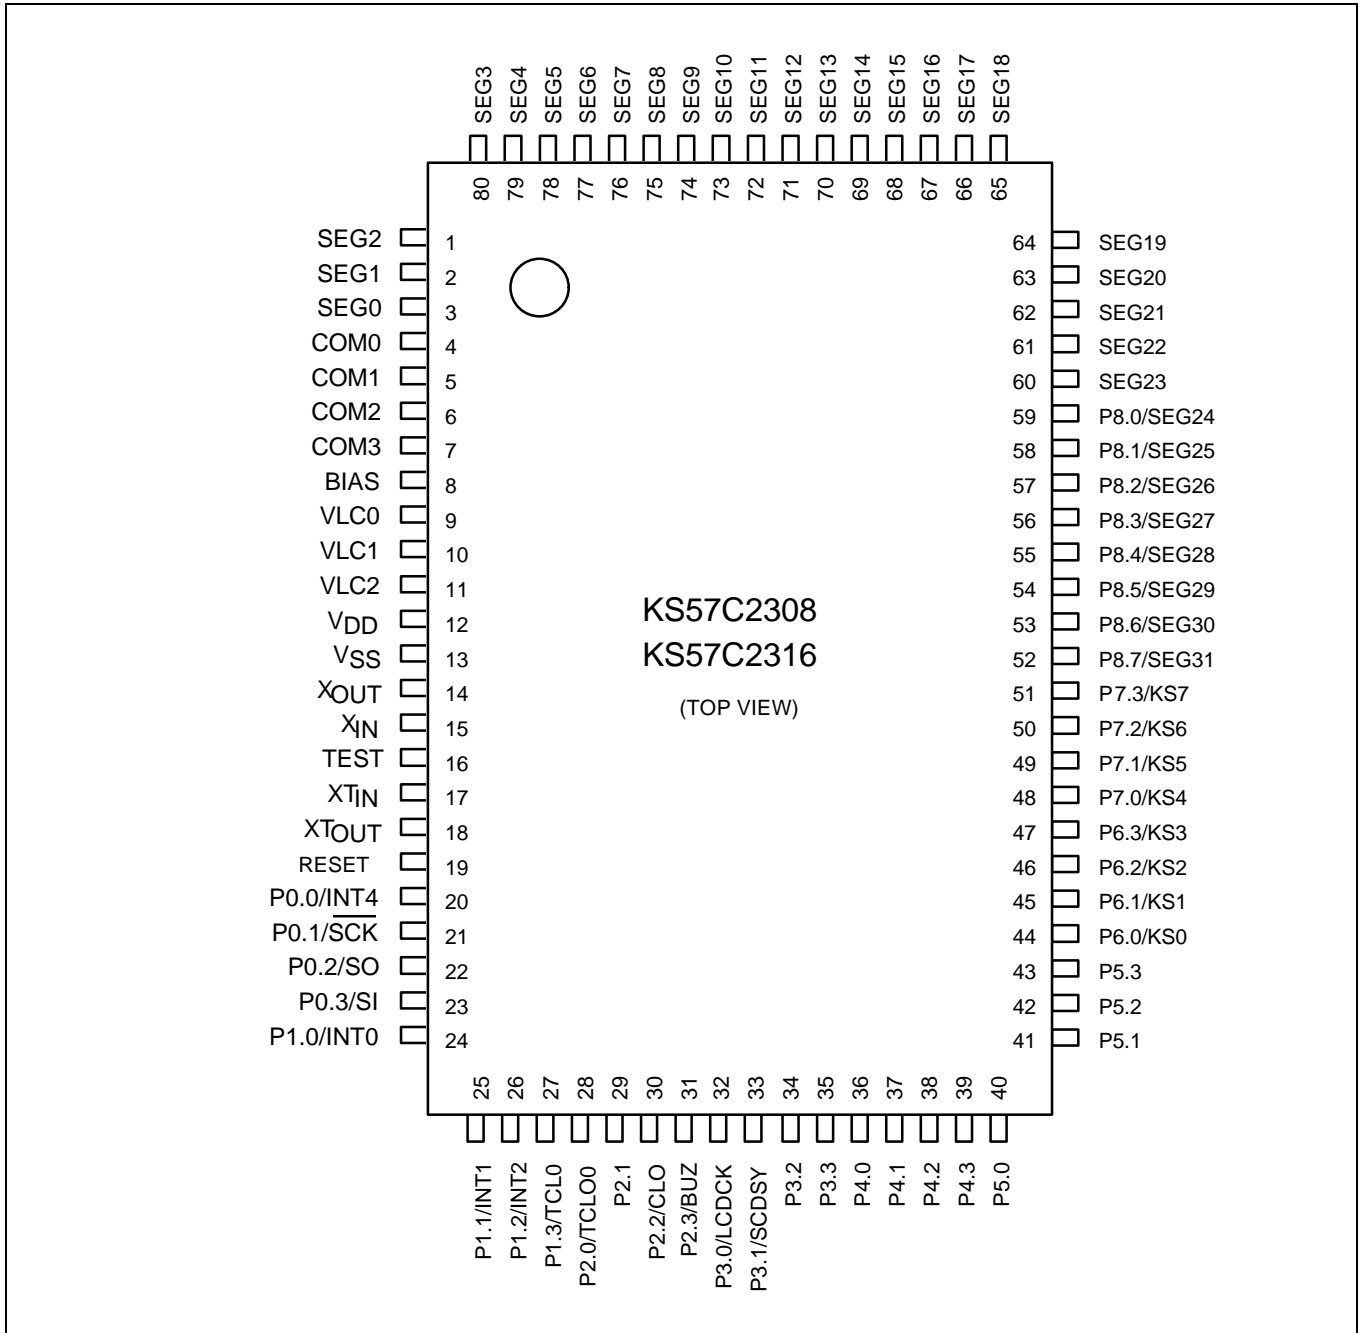 SEG3
SEG4
SEG5
SEG6
SEG7
SEG8
SEG9
SEG10
SEG11
SEG12
SEG13
SEG14
SEG15
SEG16
SEG17
SEG18
80
79
78
77
76
75
74
73
72
71
70
69
68
67
66
65
SEG2 1
SEG1 2
SEG0 3
COM0 4
COM1 5
COM2 6
COM3 7
BIAS 8
VLC0 9
VLC1 10
VLC2 11
VDD 12
VSS 13
XOUT 14
XIN 15
TEST 16
XTIN 17
XTOUT 18
RESET 19
P0.0/INT4 20
P0.1/SCK 21
P0.2/SO 22
P0.3/SI 23
P1.0/INT0 24
KS57C2308
KS57C2316
(TOP VIEW)
64 SEG19
63 SEG20
62 SEG21
61 SEG22
60 SEG23
59 P8.0/SEG24
58 P8.1/SEG25
57 P8.2/SEG26
56 P8.3/SEG27
55 P8.4/SEG28
54 P8.5/SEG29
53 P8.6/SEG30
52 P8.7/SEG31
51 P7.3/KS7
50 P7.2/KS6
49 P7.1/KS5
48 P7.0/KS4
47 P6.3/KS3
46 P6.2/KS2
45 P6.1/KS1
44 P6.0/KS0
43 P5.3
42 P5.2
41 P5.1
25
26
27
28
29
30
31
32
33
34
35
36
37
38
39
40
P1.1/INT1
P1.2/INT2
P1.3/TCL0
P2.0/TCLO0
P2.1
P2.2/CLO
P2.3/BUZ
P3.0/LCDCK
P3.1/SCDSY
P3.2
P3.3
P4.0
P4.1
P4.2
P4.3
P5.0